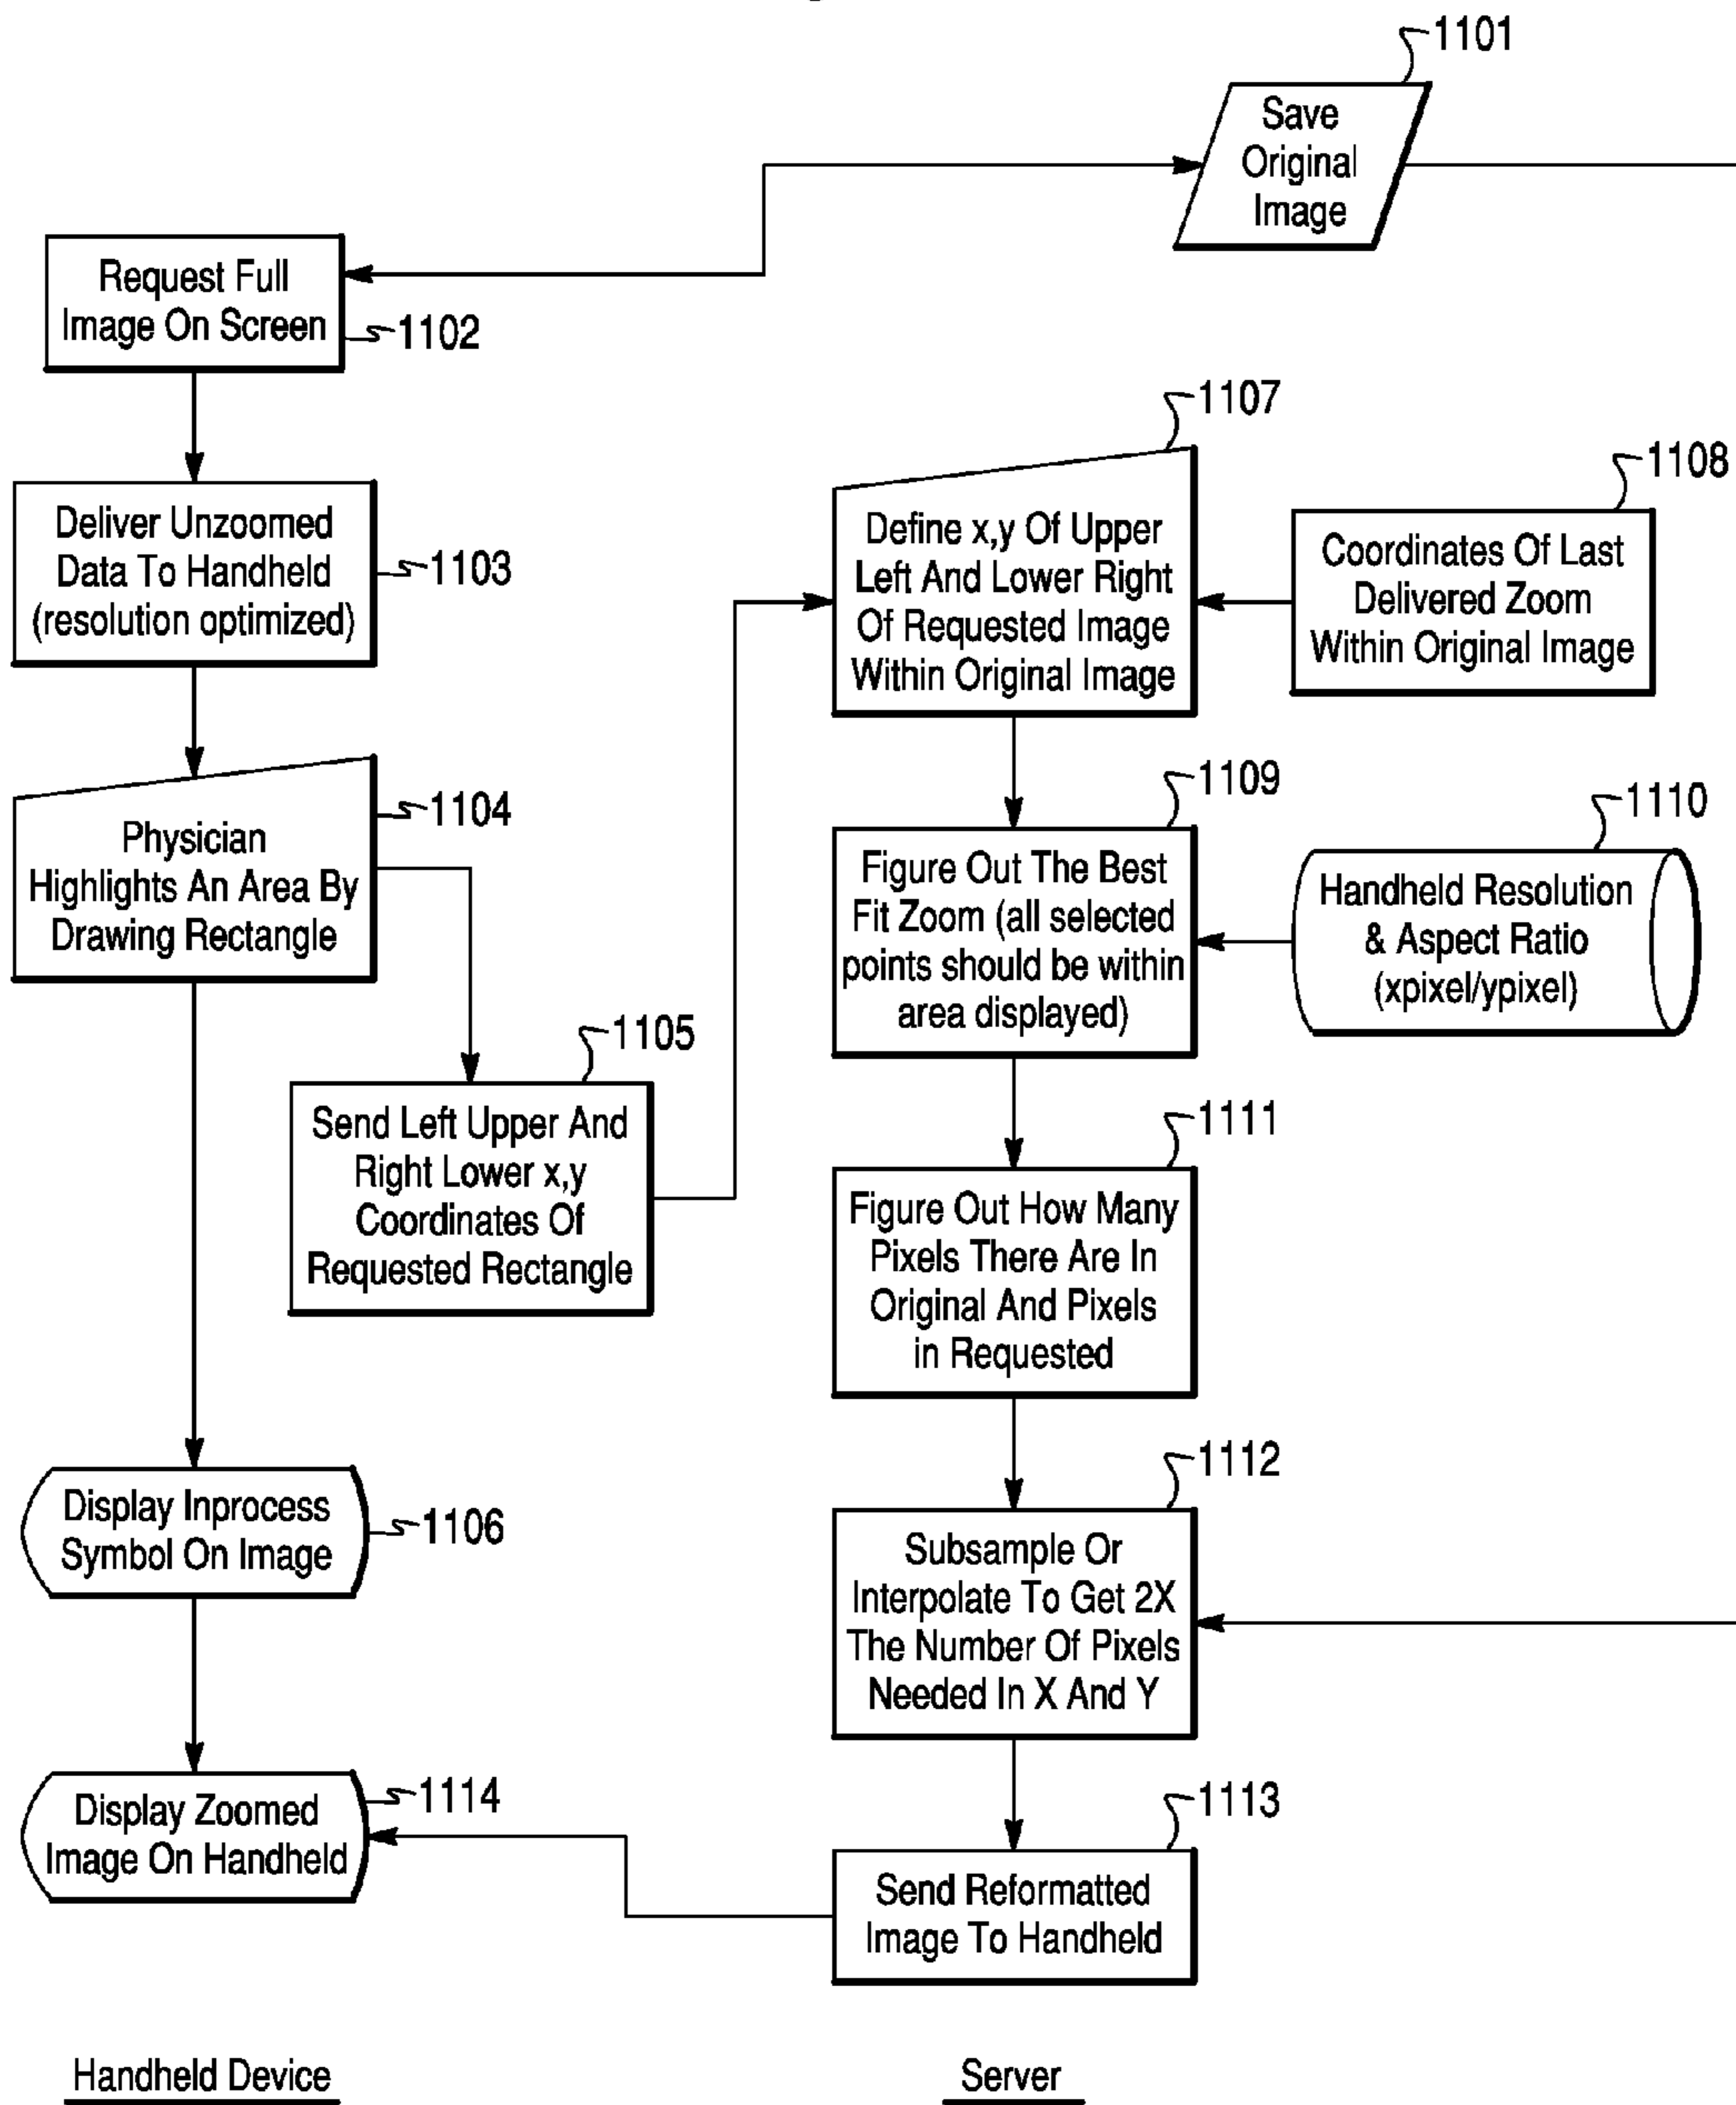 1101
Save
Original
Image
Request Full
Image On Screen
1102
Deliver Unzoomed
Data To Handheld
(resolution optimized)
1103
Physician
Highlights An Area By
Drawing Rectangle
1104
Send Left Upper And
Right Lower x,y
Coordinates Of
Requested Rectangle
1105
Display Inprocess
Symbol On Image
1106
1107
Define x,y Of Upper
Left And Lower Right
Of Requested Image
Within Original Image
1108
Coordinates Of Last
Delivered Zoom
Within Original Image
1109
Figure Out The Best
Fit Zoom (all selected
points should be within
area displayed)
1110
Handheld Resolution
& Aspect Ratio
(xpixel/ypixel)
1111
Figure Out How Many
Pixels There Are In
Original And Pixels
in Requested
1112
Subsample Or
Interpolate To Get 2X
The Number Of Pixels
Needed In X And Y
1113
Send Reformatted
Image To Handheld
Display Zoomed
Image On Handheld
1114
Handheld Device
Server